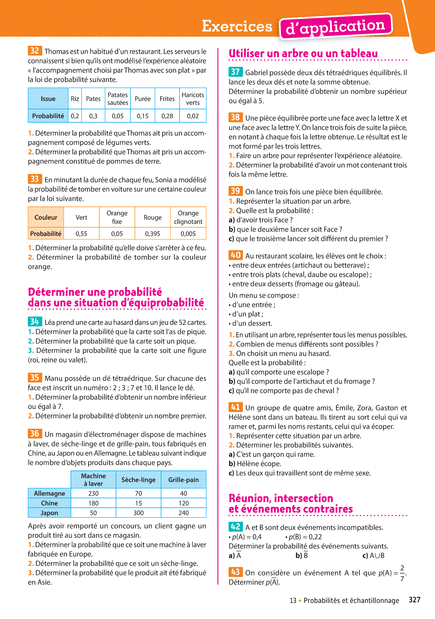 Exercices d'application
32 Thomas est un habitué d'un restaurant. Les serveurs le
connaissent si bien qu'ils ont modélisé l'expérience aléatoire
« l'accompagnement choisi par Thomas avec son plat » par
la loi de probabilité suivante.
Issue Riz Pates Patates sautées Purée Frites Haricots verts
Probabilité 0,2 0,3 0,05 0,15 0,28 0,02
1. Déterminer la probabilité que Thomas ait pris un accom-
pagnement composé de légumes verts.
2. Déterminer la probabilité que Thomas ait pris un accom-
pagnement constitué de pommes de terre.
33 En minutant la durée de chaque feu, Sonia a modélisé
la probabilité de tomber en voiture sur une certaine couleur
par la loi suivante.
Couleur Vert Orange fixe Rouge Orange clignotant
Probabilité 0,55 0,05 0,395 0,005
1. Déterminer la probabilité qu'elle doive s'arrêter à ce feu.
2. Déterminer la probabilité de tomber sur la couleur
orange.
Déterminer une probabilité
dans une situation d'équiprobabilité
34 Léa prend une carte au hasard dans un jeu de 52 cartes.
1. Déterminer la probabilité que la carte soit l'as de pique.
2. Déterminer la probabilité que la carte soit un pique.
3. Déterminer la probabilité que la carte soit une figure
(roi, reine ou valet).
35 Manu possède un dé tétraédrique. Sur chacune des
face est inscrit un numéro : 2 ; 3 ; 7 et 10. Il lance le dé.
1. Déterminer la probabilité d'obtenir un nombre inférieur
ou égal à 7.
2. Déterminer la probabilité d'obtenir un nombre premier.
36 Un magasin d'électroménager dispose de machines
à laver, de sèche-linge et de grille-pain, tous fabriqués en
Chine, au Japon ou en Allemagne. Le tableau suivant indique
le nombre d'objets produits dans chaque pays.
Machine à laver Sèche-linge Grille-pain
Allemagne 230 70 40
Chine 180 15 120
Japon 50 300 240
Après avoir remporté un concours, un client gagne un
produit tiré au sort dans ce magasin.
1. Déterminer la probabilité que ce soit une machine à laver
fabriquée en Europe.
2. Déterminer la probabilité que ce soit un sèche-linge.
3. Déterminer la probabilité que le produit ait été fabriqué
en Asie.
Utiliser un arbre ou un tableau
37 Gabriel possède deux dés tétraédriques équilibrés. Il
lance les deux dés et note la somme obtenue.
Déterminer la probabilité d'obtenir un nombre supérieur
ou égal à 5.
38 Une pièce équilibrée porte une face avec la lettre X et
une face avec la lettre Y. On lance trois fois de suite la pièce,
en notant à chaque fois la lettre obtenue. Le résultat est le
mot formé par les trois lettres.
1. Faire un arbre pour représenter l'expérience aléatoire.
2. Déterminer la probabilité d'avoir un mot contenant trois
fois la même lettre.
39 On lance trois fois une pièce bien équilibrée.
1. Représenter la situation par un arbre.
2. Quelle est la probabilité :
a) d'avoir trois Face ?
b) que le deuxième lancer soit Face ?
c) que le troisième lancer soit différent du premier ?
40 Au restaurant scolaire, les élèves ont le choix :
• entre deux entrées (artichaut ou betterave) ;
• entre trois plats (cheval, daube ou escalope) ;
• entre deux desserts (fromage ou gâteau).
Un menu se compose :
• d'une entrée ;
• d'un plat ;
• d'un dessert.
1. En utilisant un arbre, représenter tous les menus possibles.
2. Combien de menus différents sont possibles ?
3. On choisit un menu au hasard.
Quelle est la probabilité :
a) qu'il comporte une escalope ?
b) qu'il comporte de l'artichaut et du fromage ?
c) qu'il ne comporte pas de cheval ?
41 Un groupe de quatre amis, Émile, Zora, Gaston et
Hélène sont dans un bateau. Ils tirent au sort celui qui va
ramer et, parmi les noms restants, celui qui va écoper.
1. Représenter cette situation par un arbre.
2. Déterminer les probabilités suivantes.
a) C'est un garçon qui rame.
b) Hélène écope.
c) Les deux qui travaillent sont de même sexe.
Réunion, intersection
et événements contraires
42 A et B sont deux événements incompatibles.
• p(A) = 0,4 • p(B) = 0,22
Déterminer la probabilité des événements suivants.
a) A̅ b) B̅ c) A∪B
43 On considère un événement A tel que p(A) = 2/7.
Déterminer p(A̅).
13 • Probabilités et échantillonnage 327